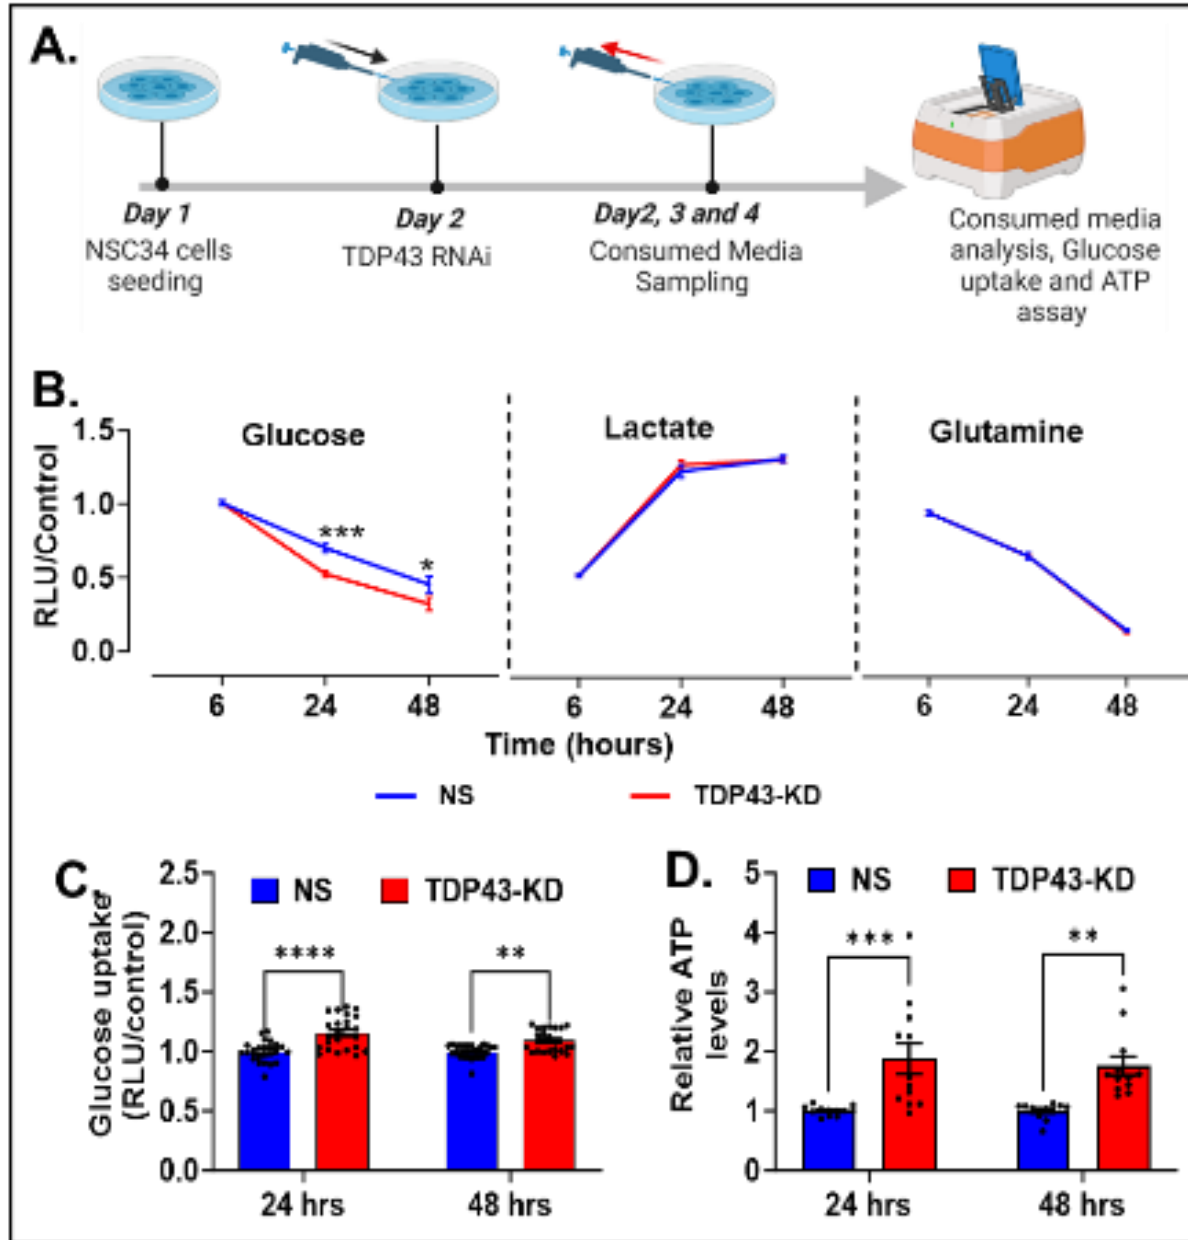 A.
Day 1
NSC34 cells
seeding
Day 2
TDP43 RNAi
Day2, 3 and 4
Consumed Media
Sampling
Consumed media
analysis, Glucose
uptake and ATP
assay
B.
RLU/Control
1.5
1.0
0.5
0.0
Glucose
***
*
6 24 48
Lactate
6 24 48
Glutamine
6 24 48
Time (hours)
NS TDP43-KD
C.
Glucose uptake
(RLU/control)
2.5
2.0
1.5
1.0
0.5
0.0
NS TDP43-KD
**** **
24 hrs 48 hrs
D.
Relative ATP
levels
5
4
3
2
1
0
NS TDP43-KD
*** **
24 hrs 48 hrs